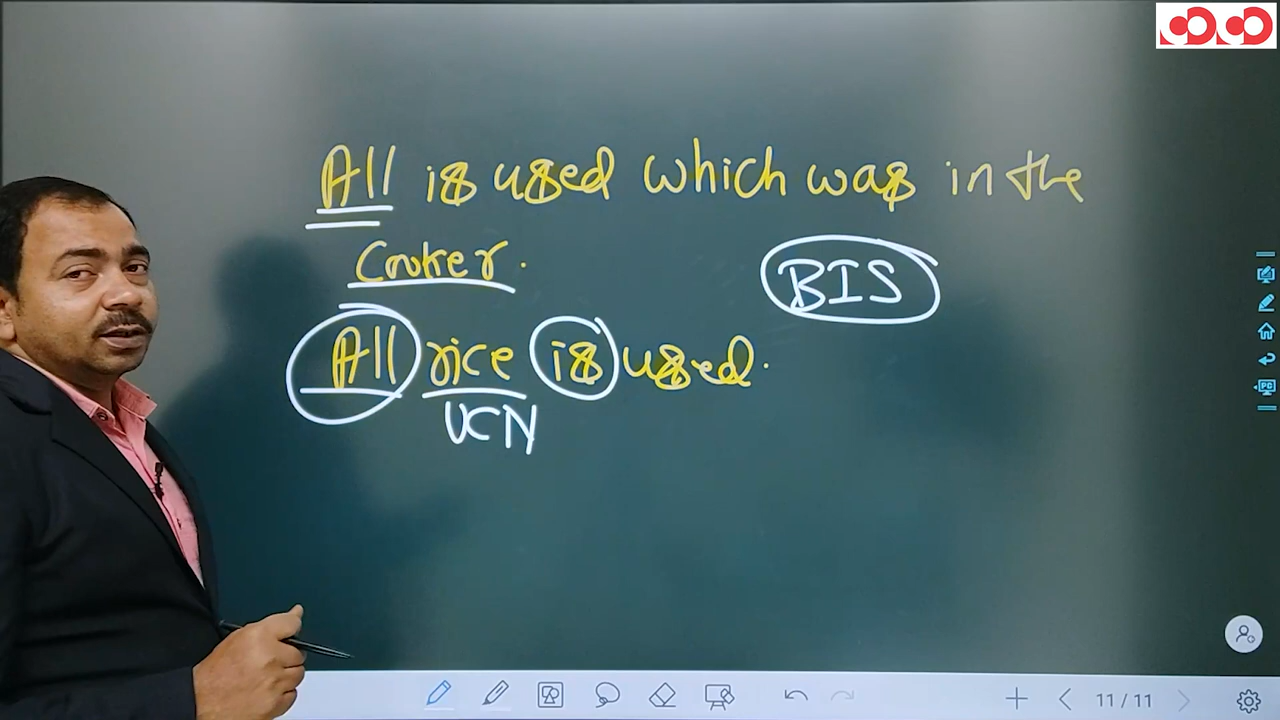 All is used which was in the
Cooker.
BIS
All rice is used.
UCN
11/11